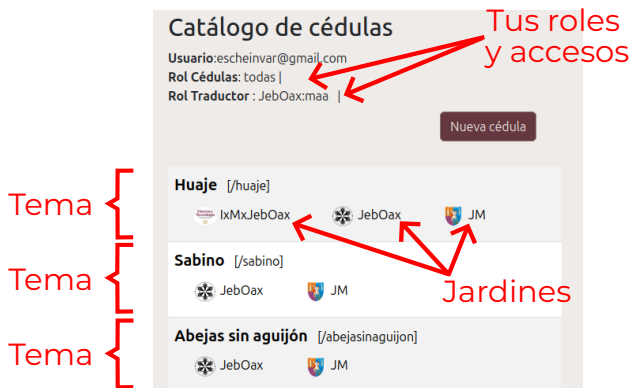 Catálogo de cédulas
Tus roles
y accesos
Usuario:escheinvar@gmail.com
Rol Cédulas: todas |
Rol Traductor : JebOax:maa |
Nueva cédula
Tema
Huaje [/huaje]
IxMxJebOax JebOax JM
Tema
Sabino [/sabino]
JebOax JM
Jardines
Tema
Abejas sin aguijón [/abejasinaguijon]
JebOax JM